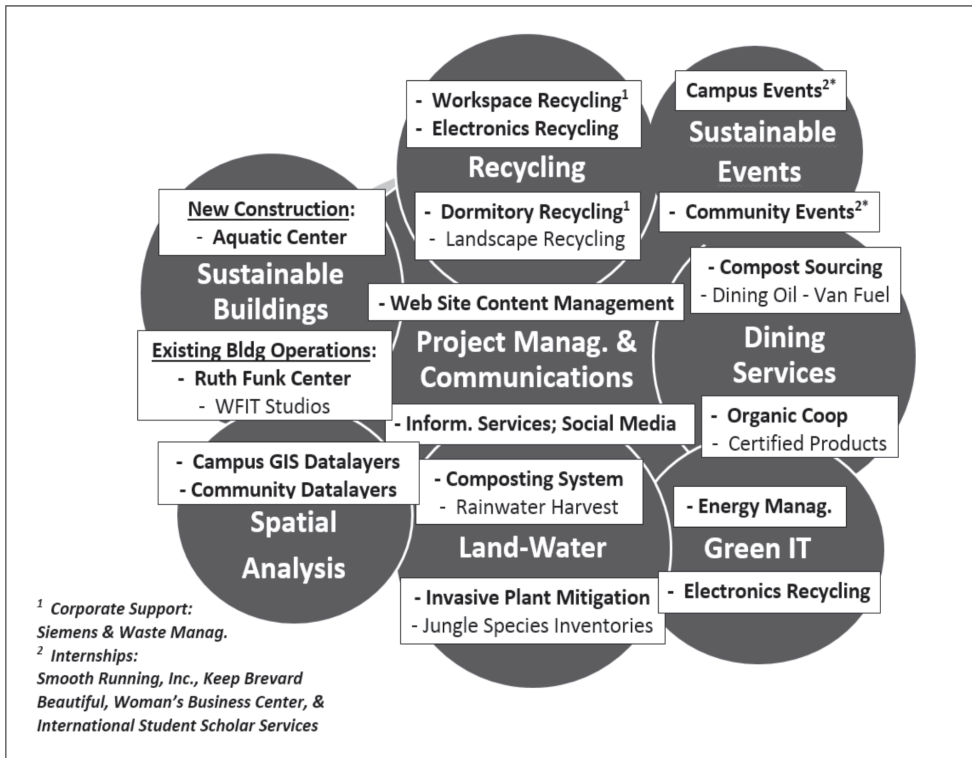 - Workspace Recycling¹
- Electronics Recycling
Recycling
- Dormitory Recycling¹
- Landscape Recycling
Campus Events²*
Sustainable
Events
- Community Events²*
New Construction:
- Aquatic Center
Sustainable
Buildings
Existing Bldg Operations:
- Ruth Funk Center
- WFIT Studios
- Web Site Content Management
Project Manag. &
Communications
- Inform. Services; Social Media
- Compost Sourcing
- Dining Oil - Van Fuel
Dining
Services
- Organic Coop
- Certified Products
- Campus GIS Datalayers
- Community Datalayers
Spatial
Analysis
- Composting System
- Rainwater Harvest
Land-Water
- Invasive Plant Mitigation
- Jungle Species Inventories
- Energy Manag.
Green IT
- Electronics Recycling
¹ Corporate Support:
Siemens & Waste Manag.
² Internships:
Smooth Running, Inc., Keep Brevard
Beautiful, Woman's Business Center, &
International Student Scholar Services